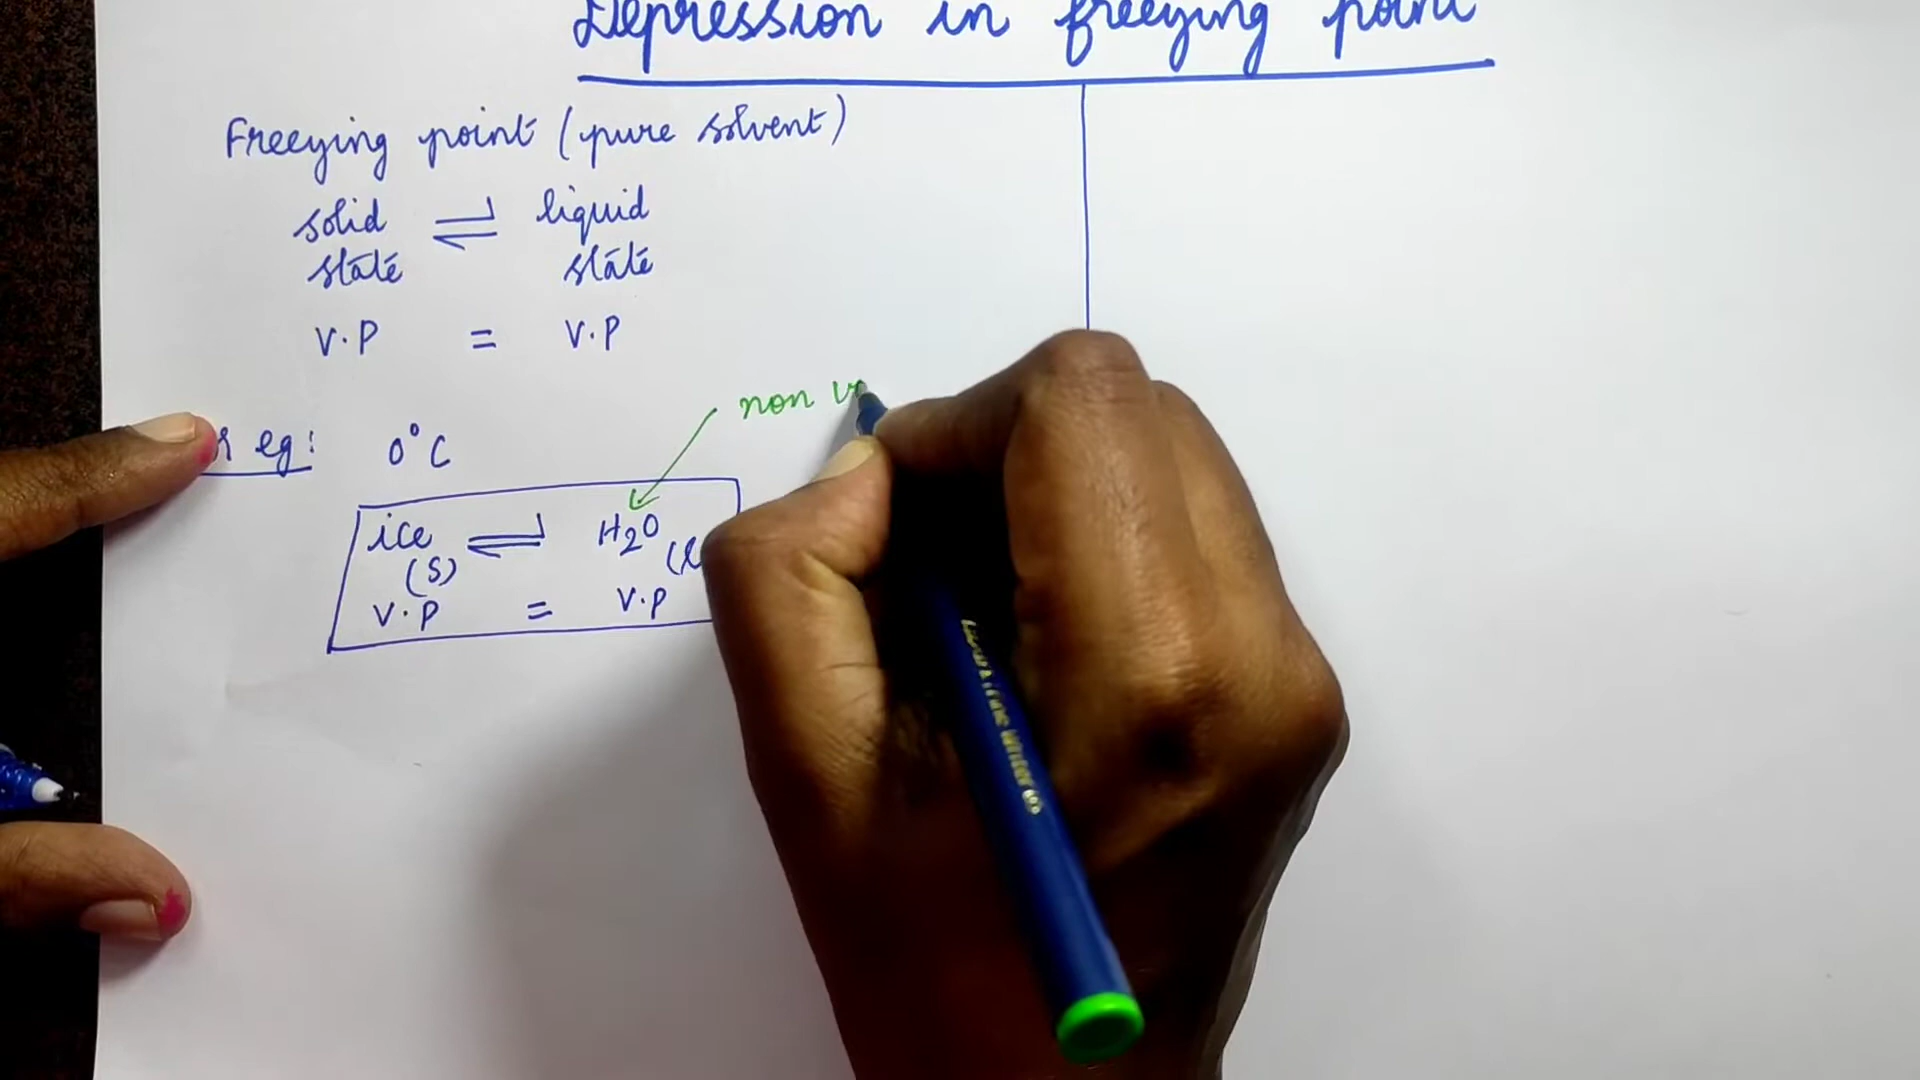 Depression in freezing point
Freezing point (pure solvent)
solid ⇌ liquid
state state
V.P = V.P
non v
eg: 0°C
ice ⇌ H2O
(s)
V.P = V.P